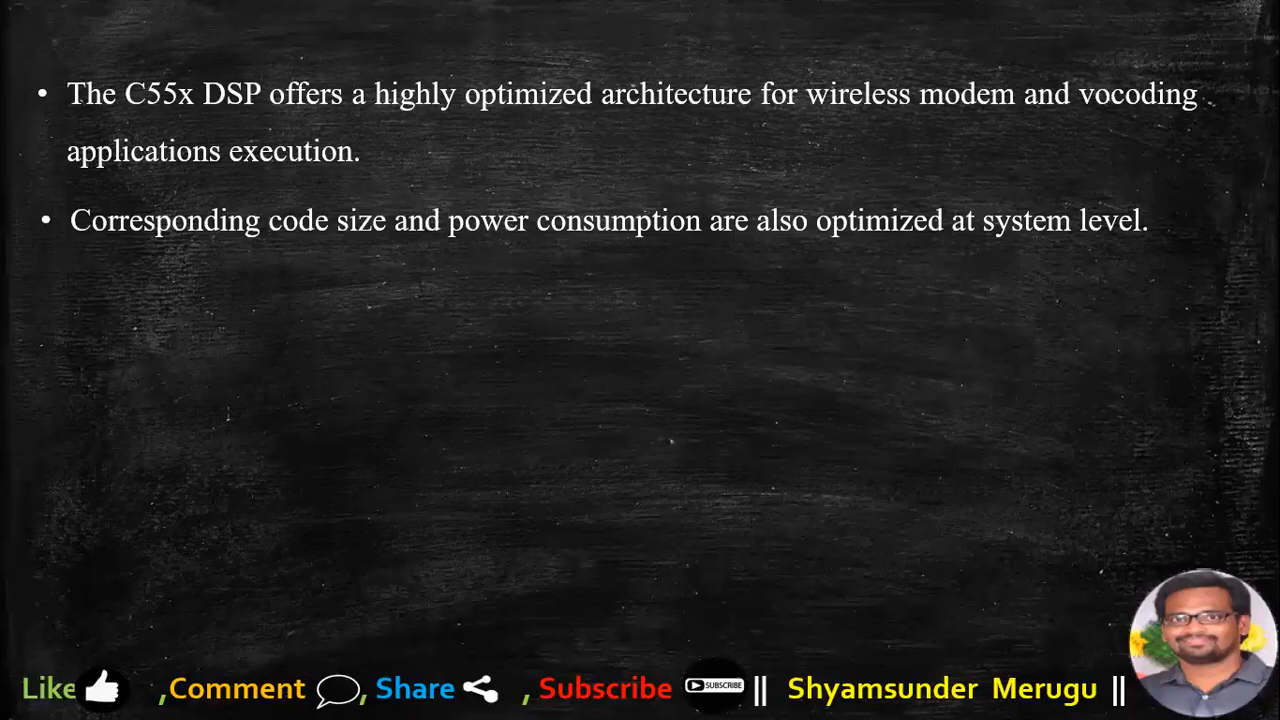 • The C55x DSP offers a highly optimized architecture for wireless modem and vocoding
applications execution.
• Corresponding code size and power consumption are also optimized at system level.
Like ,Comment , Share , Subscribe SUBSCRIBE || Shyamsunder Merugu ||